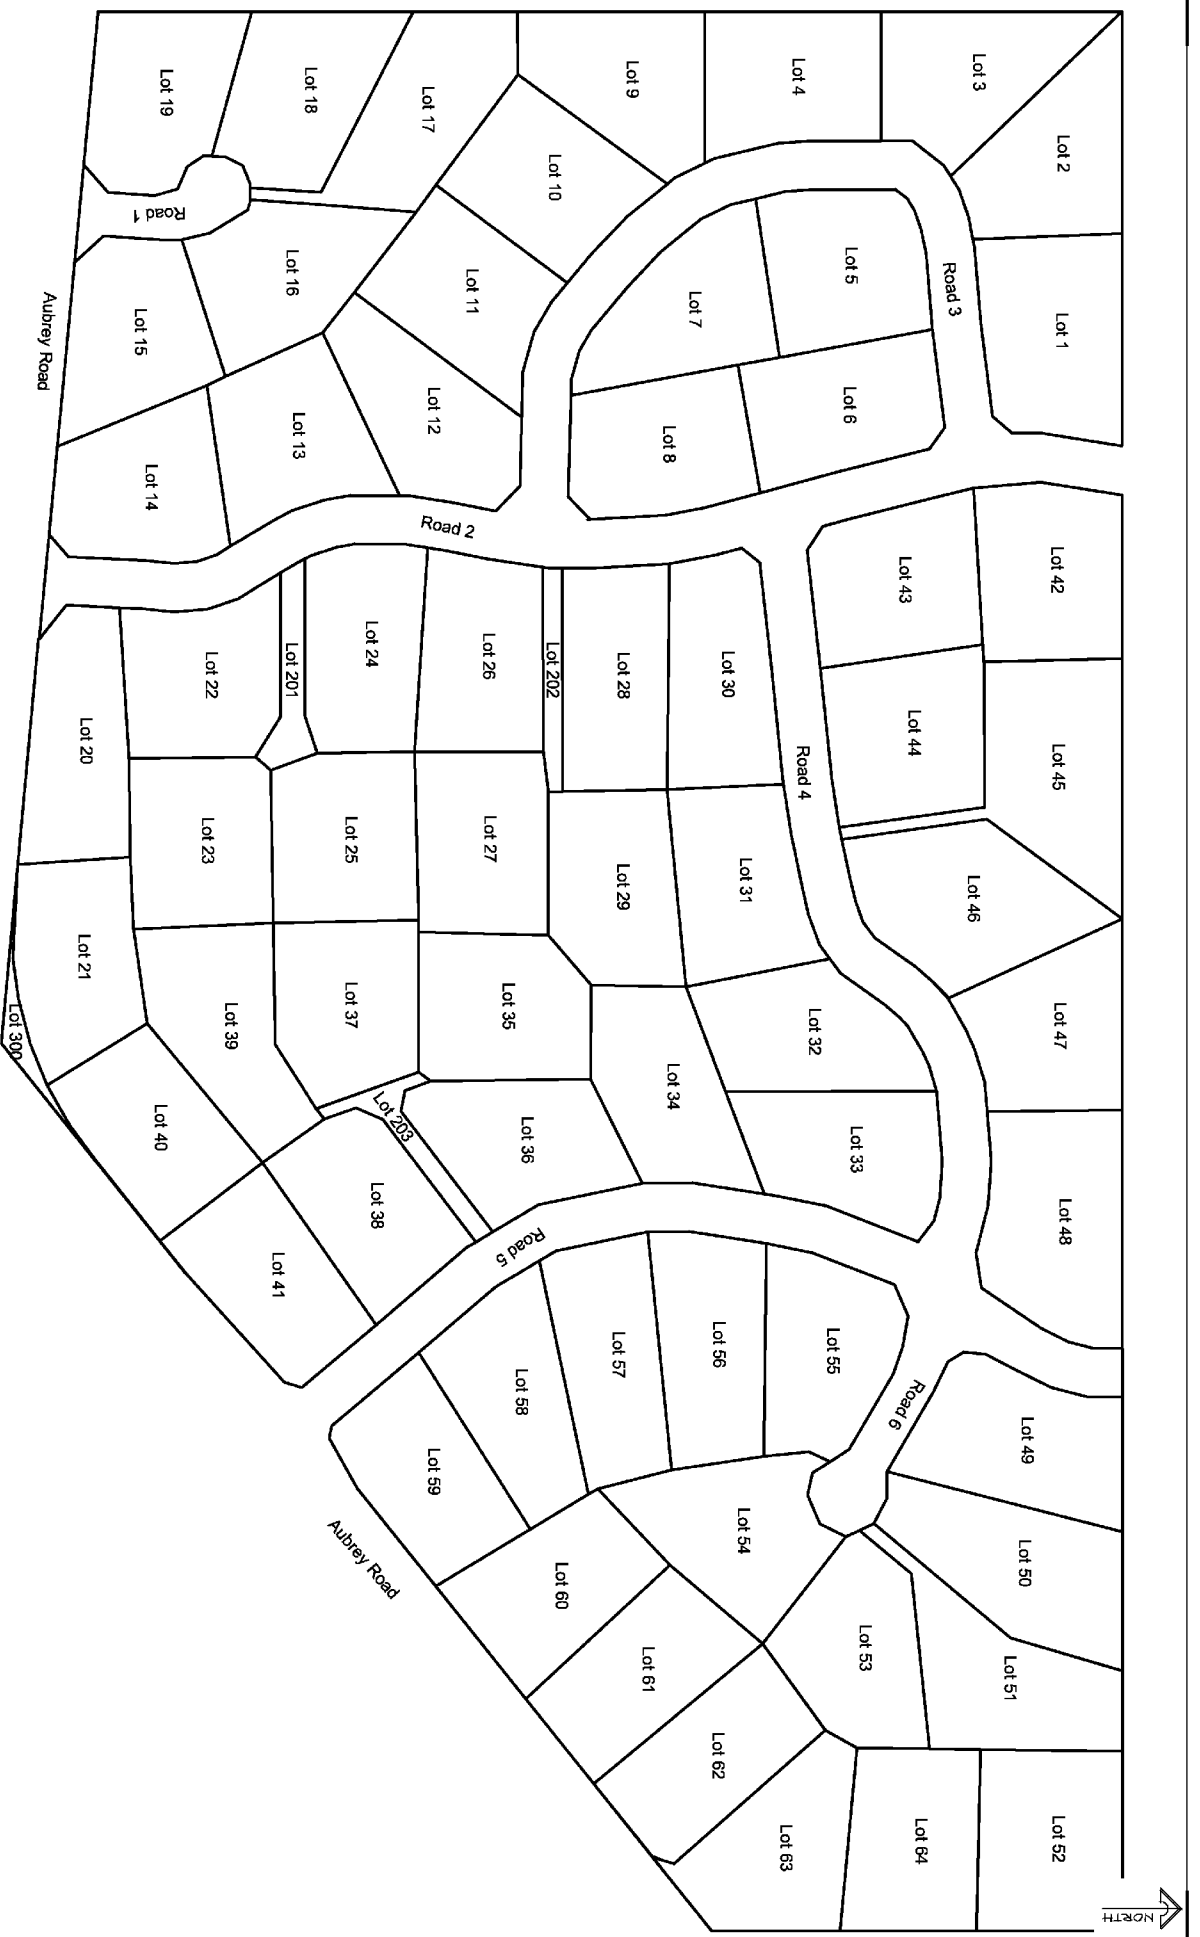 Lot 1
Lot 2
Lot 3
Lot 4
Lot 5
Lot 6
Lot 7
Lot 8
Lot 9
Lot 10
Lot 11
Lot 12
Lot 13
Lot 14
Lot 15
Lot 16
Lot 17
Lot 18
Lot 19
Road 1
Road 2
Road 3
Aubrey Road
Lot 20
Lot 21
Lot 22
Lot 23
Lot 24
Lot 25
Lot 26
Lot 27
Lot 28
Lot 29
Lot 30
Lot 31
Lot 32
Lot 33
Lot 34
Lot 35
Lot 36
Lot 37
Lot 38
Lot 39
Lot 40
Lot 41
Lot 201
Lot 202
Lot 203
Lot 300
Road 4
Road 5
Lot 42
Lot 43
Lot 44
Lot 45
Lot 46
Lot 47
Lot 48
Lot 49
Lot 50
Lot 51
Lot 52
Lot 53
Lot 54
Lot 55
Lot 56
Lot 57
Lot 58
Lot 59
Lot 60
Lot 61
Lot 62
Lot 63
Lot 64
Road 6
Aubrey Road
NORTH